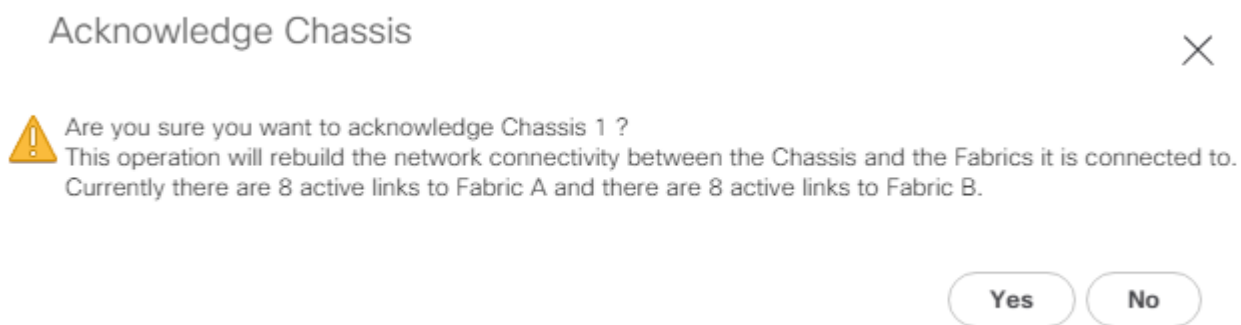 Acknowledge Chassis
Are you sure you want to acknowledge Chassis 1 ?
This operation will rebuild the network connectivity between the Chassis and the Fabrics it is connected to.
Currently there are 8 active links to Fabric A and there are 8 active links to Fabric B.
Yes No